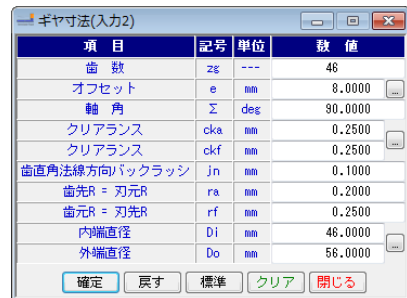 ギヤ寸法(入力2)
項 目 記号 単位 数 値
歯 数 zg --- 46
オフセット e mm 8.0000 ...
軸 角 Σ deg 90.0000
クリアランス cka mm 0.2500
クリアランス ckf mm 0.2500 ...
歯直角法線方向バックラッシ jn mm 0.1000
歯先R = 刃元R ra mm 0.2000
歯元R = 刃先R rf mm 0.2500
内端直径 Di mm 46.0000
外端直径 Do mm 56.0000 ...
確定 戻す 標準 クリア 閉じる